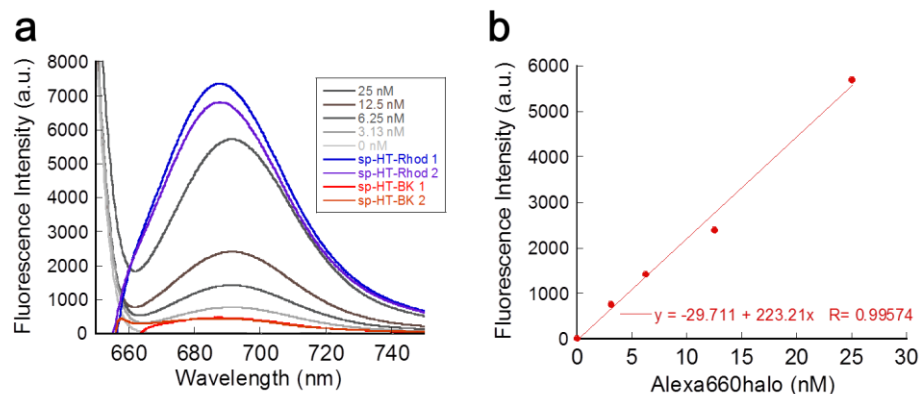 a
Fluorescence Intensity (a.u.)
8000
7000
6000
5000
4000
3000
2000
1000
0
660
680
700
720
740
Wavelength (nm)
25 nM
12.5 nM
6.25 nM
3.13 nM
0 nM
sp-HT-Rhod 1
sp-HT-Rhod 2
sp-HT-BK 1
sp-HT-BK 2
b
Fluorescence Intensity (a.u.)
6000
5000
4000
3000
2000
1000
0
y = -29.711 + 223.21x R= 0.99574
0
5
10
15
20
25
30
Alexa660halo (nM)